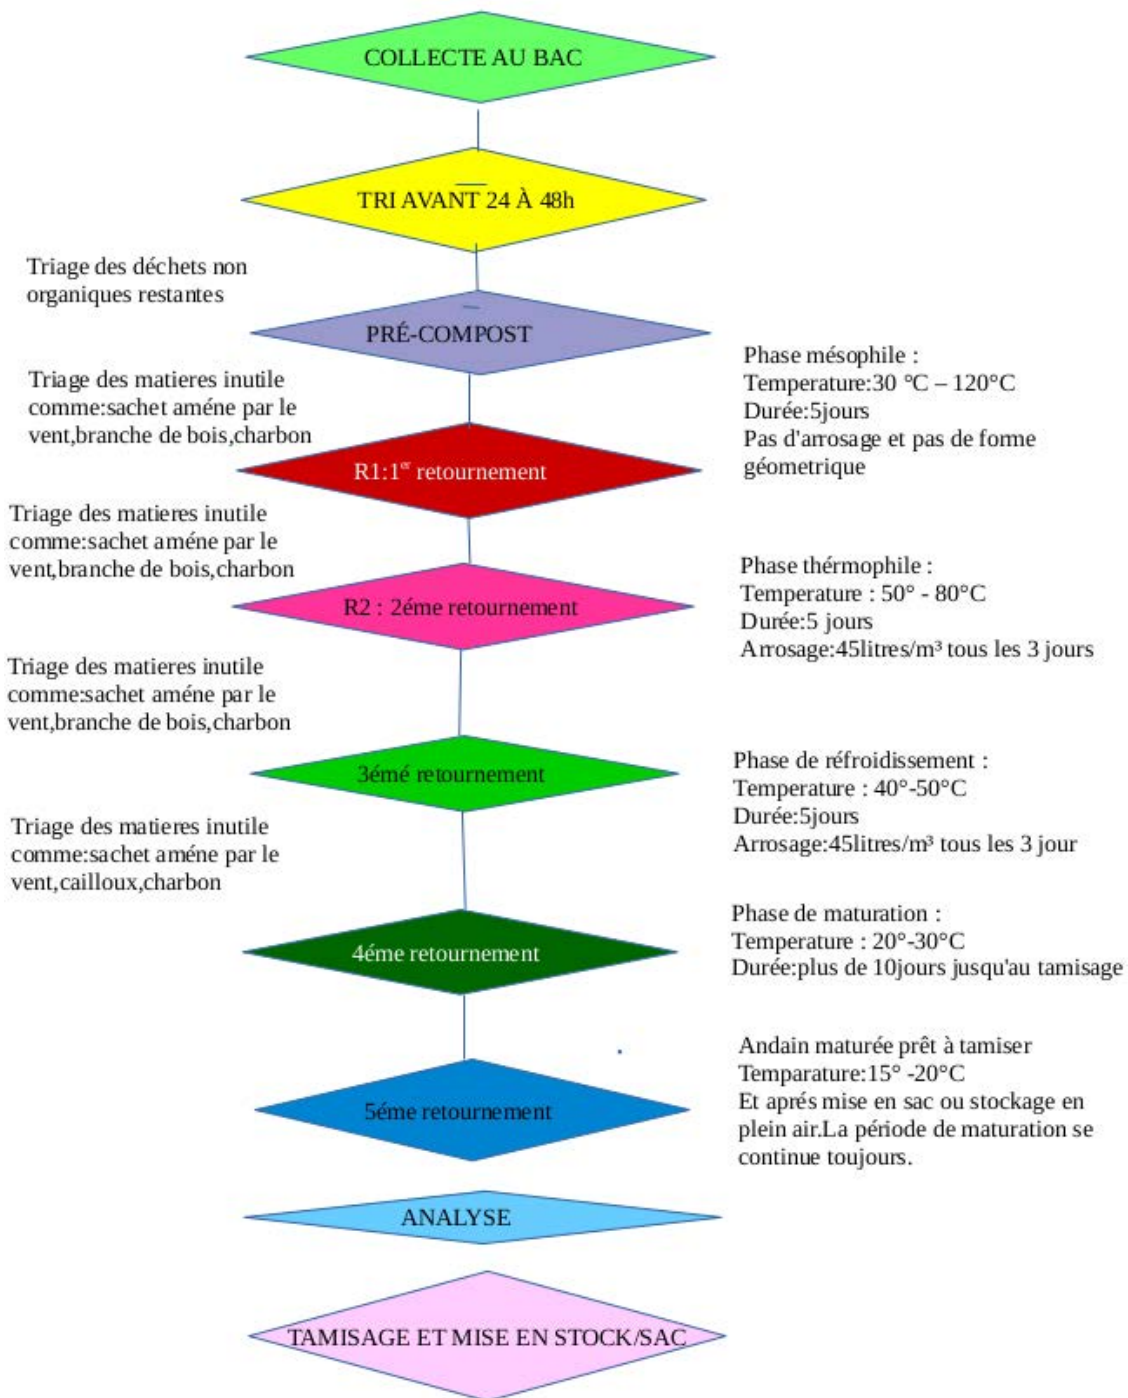 COLLECTE AU BAC
TRI AVANT 24 À 48h
Triage des déchets non
organiques restantes
PRÉ-COMPOST
Phase mésophile :
Temperature:30 °C – 120°C
Durée:5jours
Pas d'arrosage et pas de forme
géometrique
Triage des matieres inutile
comme:sachet améne par le
vent,branche de bois,charbon
R1:1er retournement
Triage des matieres inutile
comme:sachet améne par le
vent,branche de bois,charbon
R2 : 2éme retournement
Phase thérmophile :
Temperature : 50° - 80°C
Durée:5 jours
Arrosage:45litres/m³ tous les 3 jours
Triage des matieres inutile
comme:sachet améne par le
vent,branche de bois,charbon
3émé retournement
Phase de réfroidissement :
Temperature : 40°-50°C
Durée:5jours
Arrosage:45litres/m³ tous les 3 jour
Triage des matieres inutile
comme:sachet améne par le
vent,cailloux,charbon
4éme retournement
Phase de maturation :
Temperature : 20°-30°C
Durée:plus de 10jours jusqu'au tamisage
5éme retournement
Andain maturée prêt à tamiser
Temparature:15° -20°C
Et aprés mise en sac ou stockage en
plein air.La période de maturation se
continue toujours.
ANALYSE
TAMISAGE ET MISE EN STOCK/SAC